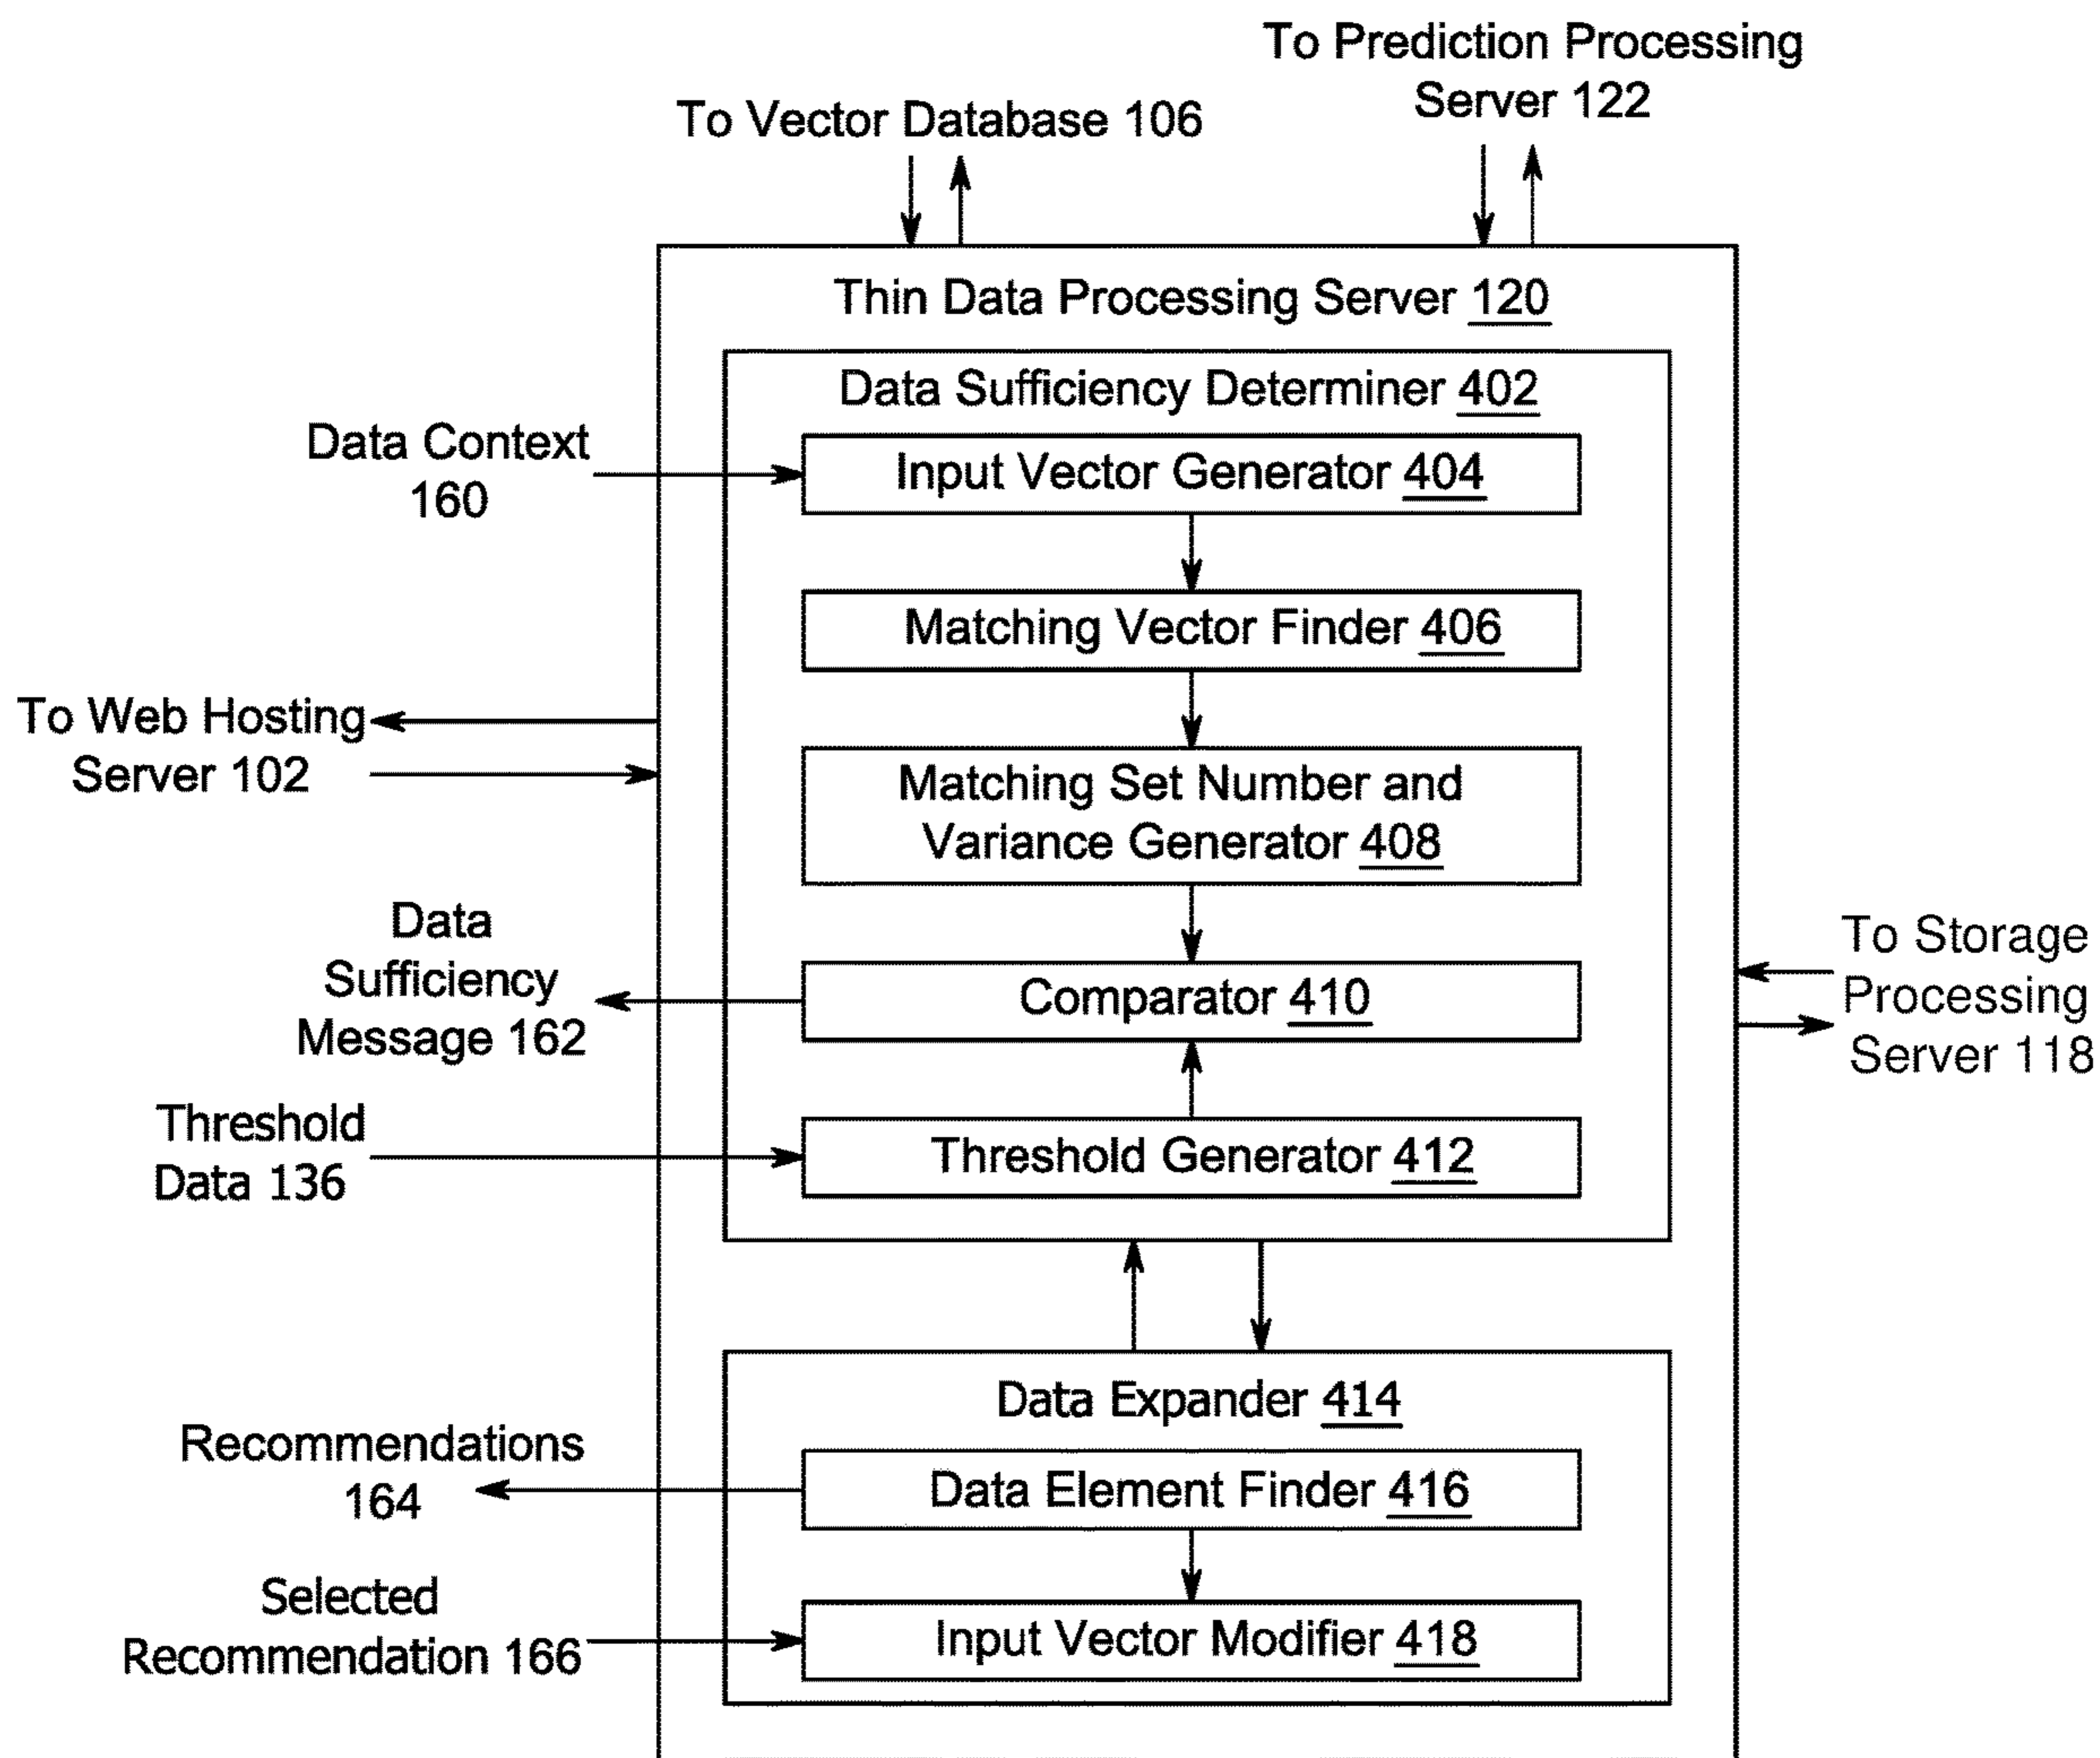 To Prediction Processing
Server 122
To Vector Database 106
Thin Data Processing Server 120
Data Sufficiency Determiner 402
Data Context
160
Input Vector Generator 404
Matching Vector Finder 406
To Web Hosting
Server 102
Matching Set Number and
Variance Generator 408
Data
Sufficiency
Message 162
Comparator 410
To Storage
Processing
Server 118
Threshold
Data 136
Threshold Generator 412
Data Expander 414
Recommendations
164
Data Element Finder 416
Selected
Recommendation 166
Input Vector Modifier 418